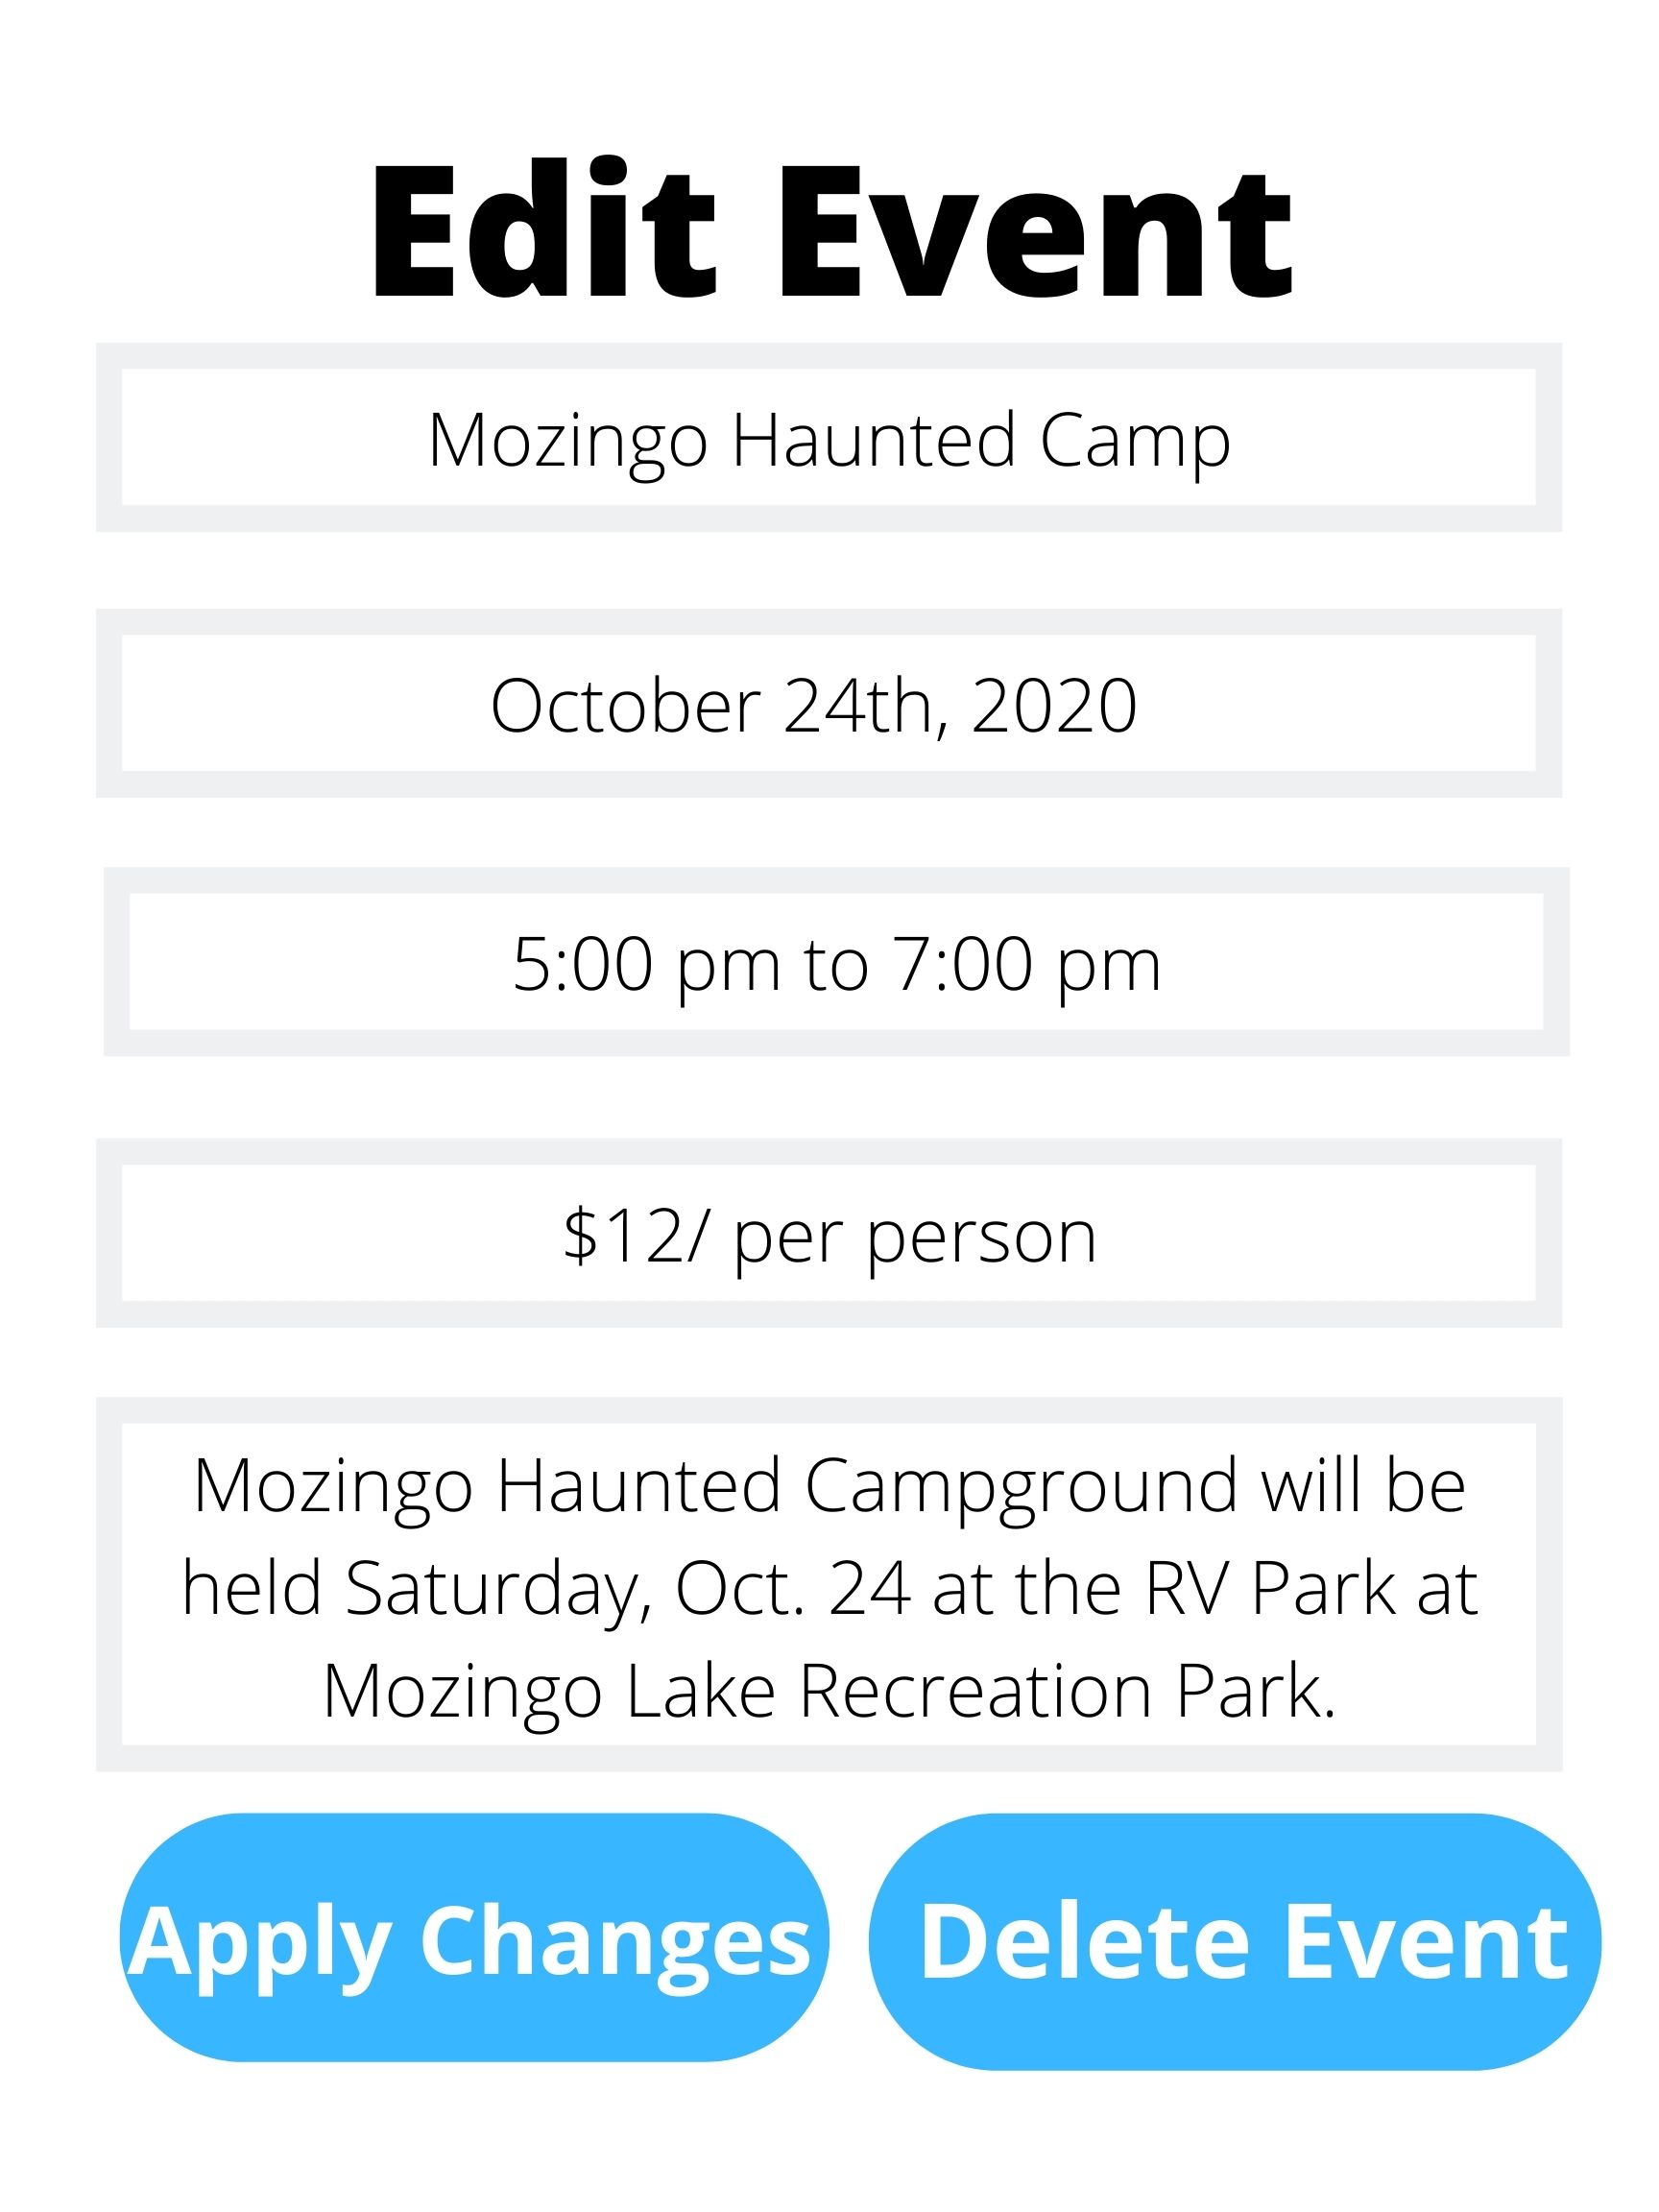 Edit Event
Mozingo Haunted Camp
October 24th, 2020
5:00 pm to 7:00 pm
$12/ per person
Mozingo Haunted Campground will be
held Saturday, Oct. 24 at the RV Park at
Mozingo Lake Recreation Park.
Apply Changes
Delete Event